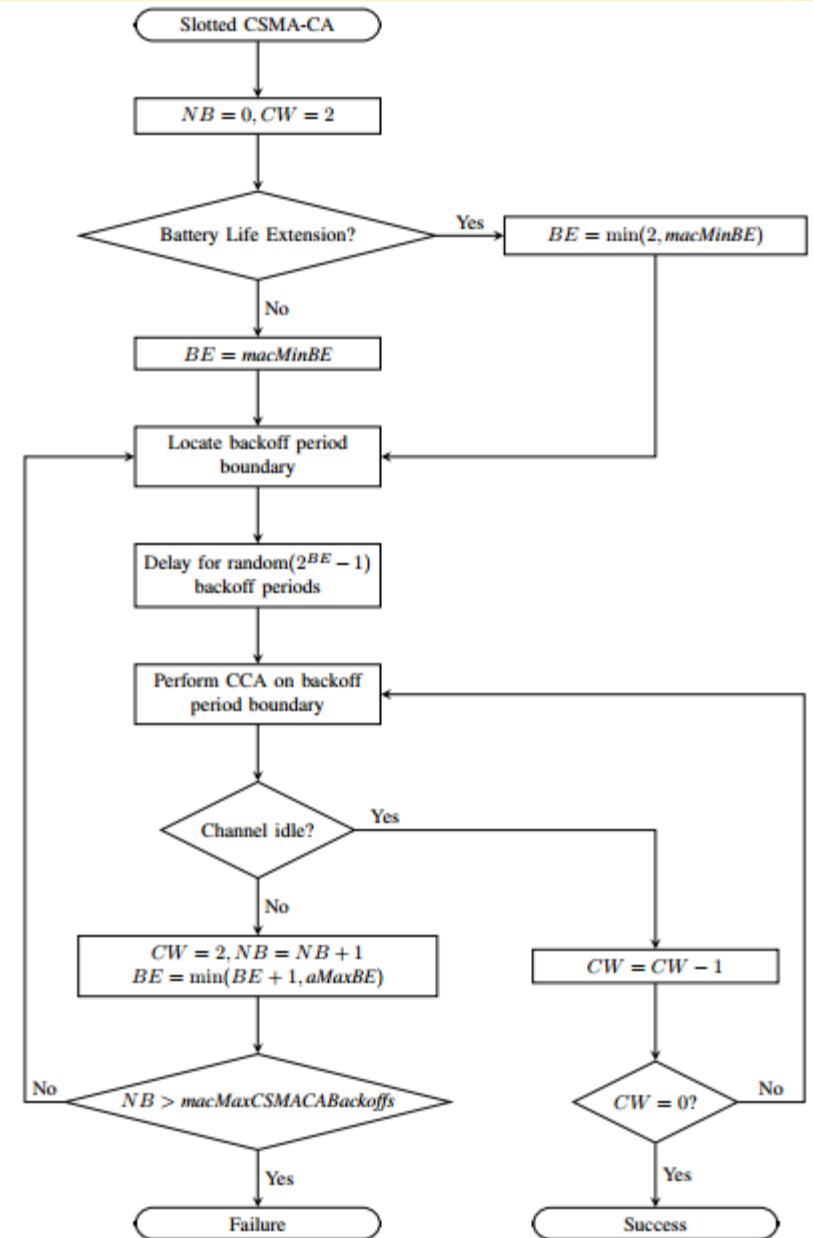 Slotted CSMA-CA
NB = 0, CW = 2
Battery Life Extension?
Yes
BE = min(2, macMinBE)
No
BE = macMinBE
Locate backoff period
boundary
Delay for random(2^{BE} − 1)
backoff periods
Perform CCA on backoff
period boundary
Channel idle?
Yes
No
CW = 2, NB = NB + 1
BE = min(BE + 1, aMaxBE)
CW = CW − 1
No
NB > macMaxCSMACABackoffs
CW = 0?
No
Yes
Yes
Failure
Success